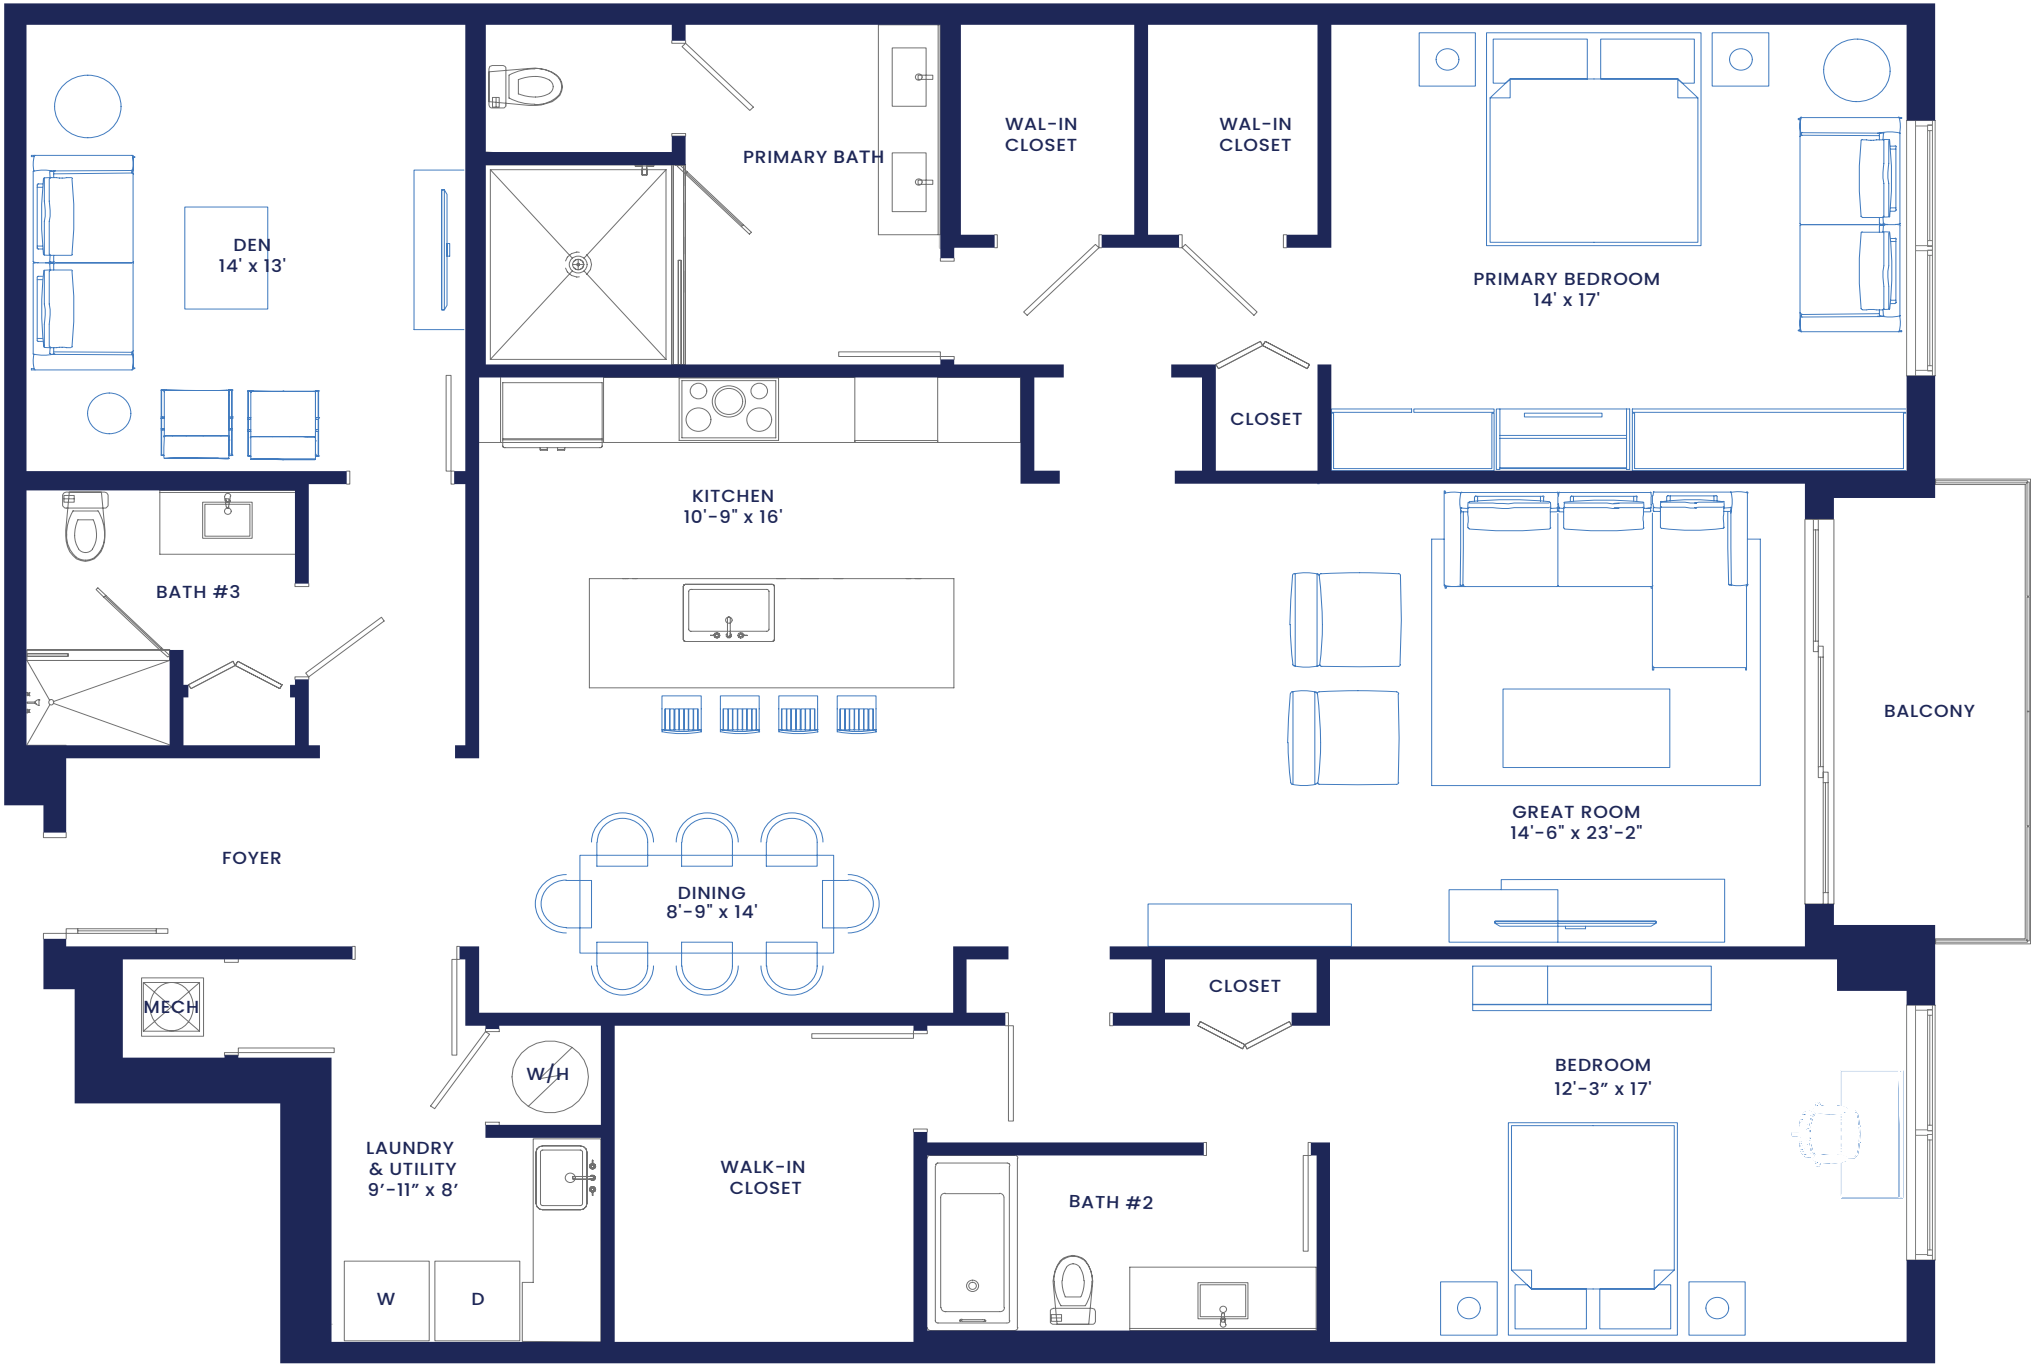 WAL-IN
CLOSET
WAL-IN
CLOSET
PRIMARY BATH
DEN
14' x 13'
PRIMARY BEDROOM
14' x 17'
CLOSET
KITCHEN
10'-9" x 16'
BATH #3
BALCONY
GREAT ROOM
14'-6" x 23'-2"
FOYER
DINING
8'-9" x 14'
CLOSET
MECH
W/H
BEDROOM
12'-3” x 17'
LAUNDRY
& UTILITY
9’-11” x 8’
WALK-IN
CLOSET
BATH #2
W
D